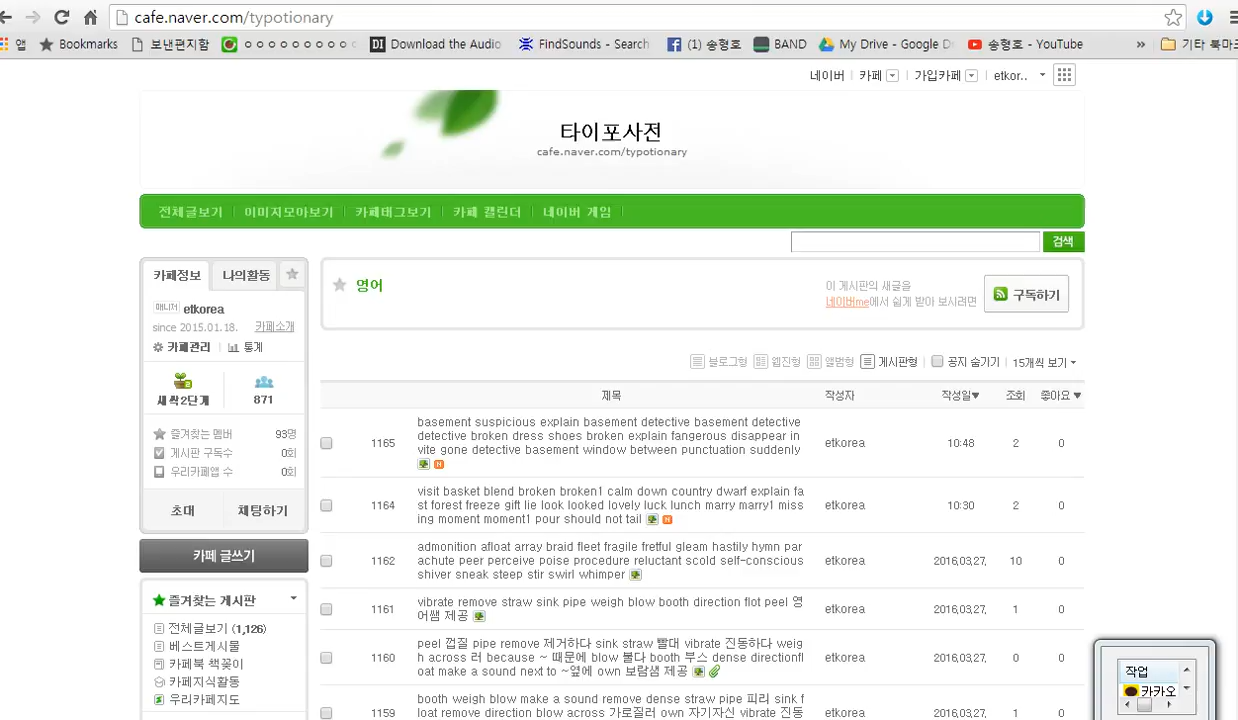 cafe.naver.com/typotionary
앱 Bookmarks 보낸편지함 Download the Audio FindSounds - Search (1) 송형호 BAND My Drive - Google D 송형호 - YouTube » 기타 북마크
네이버 카페 가입카페 etkor..
타이포사전
cafe.naver.com/typotionary
전체글보기 이미지모아보기 카페태그보기 카페 캘린더 네이버 게임
검색
카페정보 나의활동
매니저 etkorea
since 2015.01.18. 카페소개
카페관리 통계
새싹2단계 871
즐겨찾는 멤버 93명
게시판 구독수 0회
우리카페앱 수 0회
초대 채팅하기
카페 글쓰기
즐겨찾는 게시판
전체글보기 (1,126)
베스트게시물
카페북 책꽂이
카페지식활동
우리카페지도
영어
이 게시판의 새글을
네이버me에서 쉽게 받아 보시려면
구독하기
블로그형 웹진형 앨범형 게시판형 공지 숨기기 15개씩 보기
제목 작성자 작성일▼ 조회 좋아요 ▼
basement suspicious explain basement detective basement detective
1165 detective broken dress shoes broken explain fangerous disappear in etkorea 10:48 2 0
vite gone detective basement window between punctuation suddenly
N
visit basket blend broken broken1 calm down country dwarf explain fa
1164 st forest freeze gift lie look looked lovely luck lunch marry marry1 miss etkorea 10:30 2 0
ing moment moment1 pour should not tail N
admonition afloat array braid fleet fragile fretful gleam hastily hymn par
1162 achute peer perceive poise procedure reluctant scold self-conscious etkorea 2016.03.27. 10 0
shiver sneak steep stir swirl whimper
vibrate remove straw sink pipe weigh blow booth direction flot peel 영
1161 어쌤 제공 etkorea 2016.03.27. 1 0
peel 껍질 pipe remove 제거하다 sink straw 빨대 vibrate 진동하다 weig
1160 h across 러 because ~ 때문에 blow 불다 booth 부스 dense directionfl etkorea 2016.03.27. 0 0
oat make a sound next to ~옆에 own 보람샘 제공
booth weigh blow make a sound remove dense straw pipe 피리 sink f
1159 loat remove direction blow across 가로질러 own 자기자신 vibrate 진동 etkorea 2016.03.27. 1 0
작업
카카오